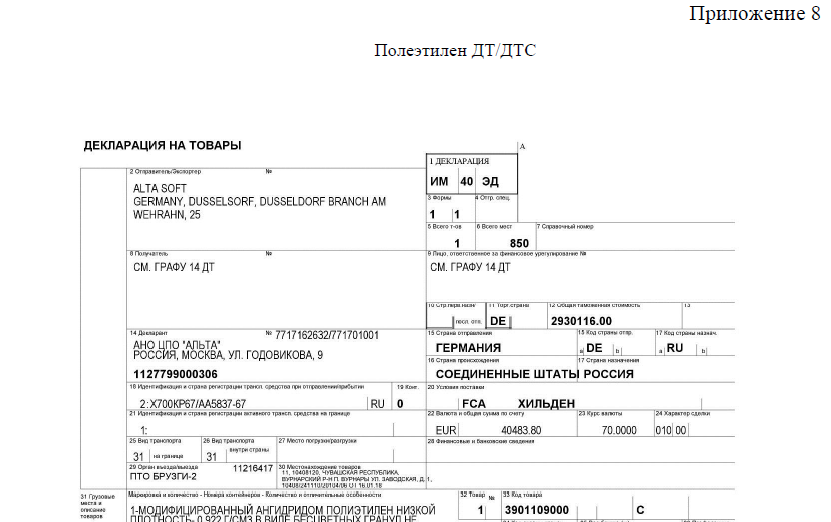 Приложение 8
Полеэтилен ДТ/ДТС
ДЕКЛАРАЦИЯ НА ТОВАРЫ
А
1 ДЕКЛАРАЦИЯ
ИМ 40 ЭД
2 Отправитель/Экспортер №
ALTA SOFT
GERMANY, DUSSELSORF, DUSSELDORF BRANCH AM
WEHRAHN, 25
3 Формы 4 Отгр. спец.
1 1
5 Всего т-ов 6 Всего мест 7 Справочный номер
1 850
8 Получатель № 9 Лицо, ответственное за финансовое урегулирование №
СМ. ГРАФУ 14 ДТ СМ. ГРАФУ 14 ДТ
10 Стр.перв.назн/ 11 Торг.страна 12 Общая таможенная стоимость 13
посл. отп. DE 2930116.00
14 Декларант № 7717162632/771701001
АНО ЦПО "АЛЬТА"
РОССИЯ, МОСКВА, УЛ. ГОДОВИКОВА, 9
1127799000306
15 Страна отправления 15 Код страны отпр. 17 Код страны назнач.
ГЕРМАНИЯ a DE b a RU b
16 Страна происхождения 17 Страна назначения
СОЕДИНЕННЫЕ ШТАТЫ РОССИЯ
18 Идентификация и страна регистрации трансп. средства при отправлении/прибытии 19 Конт. 20 Условия поставки
2:X700KP67/AA5837-67 RU 0 FCA ХИЛЬДЕН
21 Идентификация и страна регистрации активного трансп. средства на границе 22 Валюта и общая сумма по счету 23 Курс валюты 24 Характер сделки
1: EUR 40483.80 70.0000 010 00
25 Вид транспорта 26 Вид транспорта 27 Место погрузки/разгрузки 28 Финансовые и банковские сведения
31 на границе 31 внутри страны
29 Орган въезда/выезда 11216417 30 Местонахождение товаров
ПТО БРУЗГИ-2
11, 10408120, ЧУВАШСКАЯ РЕСПУБЛИКА,
ВУРНАРСКИЙ Р-Н П. ВУРНАРЫ УЛ. ЗАВОДСКАЯ, Д. 1,
10408/241110/20104/06 ОТ 16.01.18
31 Грузовые
места и
описание
товаров
Маркировка и количество - Номера контейнеров - Количество и отличительные особенности 32 Товар № 33 Код товара
1-МОДИФИЦИРОВАННЫЙ АНГИДРИДОМ ПОЛИЭТИЛЕН НИЗКОЙ 1 3901109000 С
ПЛОТНОСТЬ- 0.922 Г/СМ3 В ВИДЕ БЕСЦВЕТНЫХ ГРАНУЛ НЕ